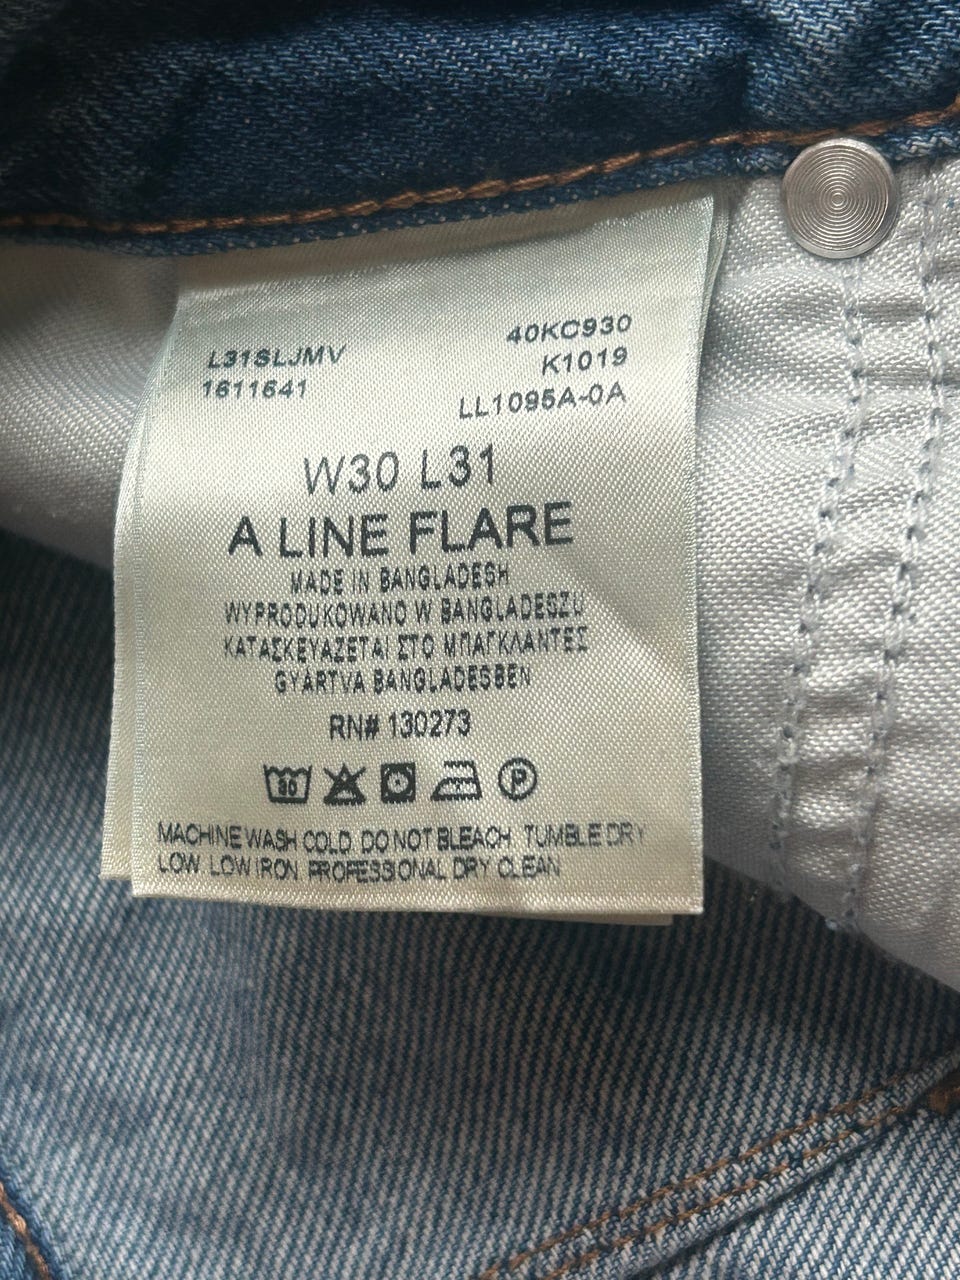 40KC930
L31SLJMV
K1019
1611641
LL1095A-0A
W30 L31
A LINE FLARE
MADE IN BANGLADESH
WYPRODUKOWANO W BANGLADESZU
ΚΑΤΑΣΚΕΥΑΖΕΤΑΙ ΣΤΟ ΜΠΑΓΚΛΑΝΤΕΣ
GYÁRTVA BANGLADESBEN
RN# 130273
30 P
MACHINE WASH COLD DO NOT BLEACH TUMBLE DRY
LOW LOW IRON PROFESSIONAL DRY CLEAN